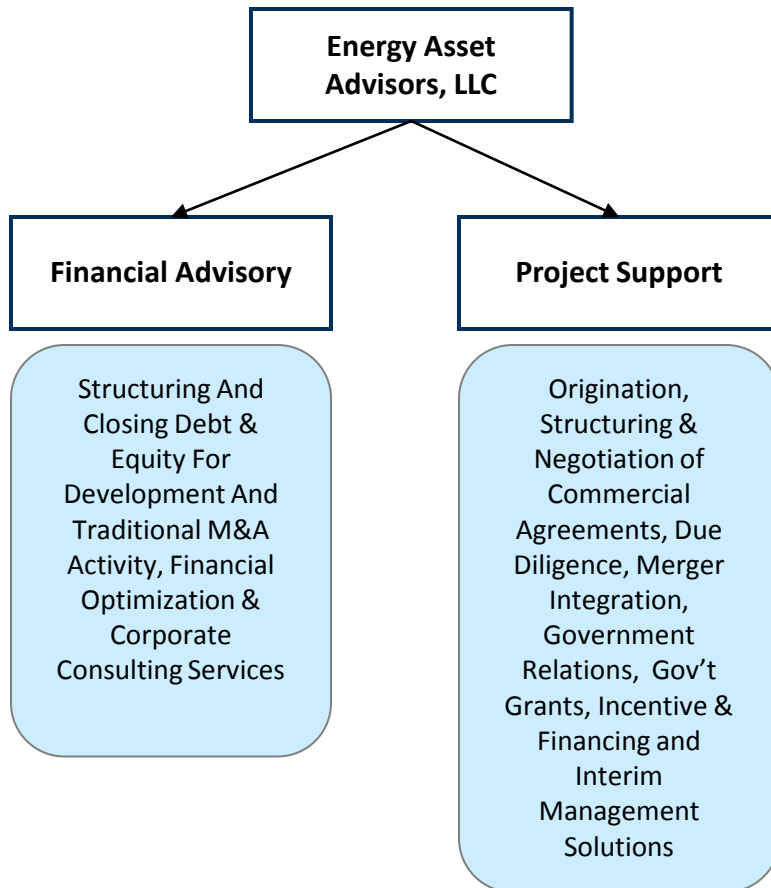 Energy Asset
Advisors, LLC
Financial Advisory
Project Support
Structuring And
Closing Debt &
Equity For
Development And
Traditional M&A
Activity, Financial
Optimization &
Corporate
Consulting Services
Origination,
Structuring &
Negotiation of
Commercial
Agreements, Due
Diligence, Merger
Integration,
Government
Relations,  Gov’t
Grants, Incentive &
Financing and
Interim
Management
Solutions